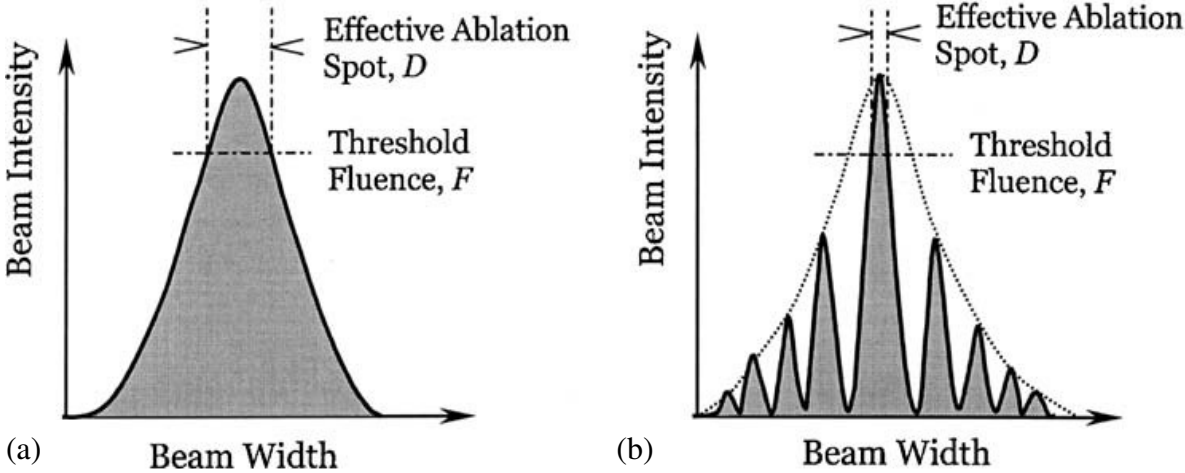 Effective Ablation
Spot, D
Threshold
Fluence, F
Beam Intensity
Beam Width
(a)
Effective Ablation
Spot, D
Threshold
Fluence, F
Beam Intensity
Beam Width
(b)